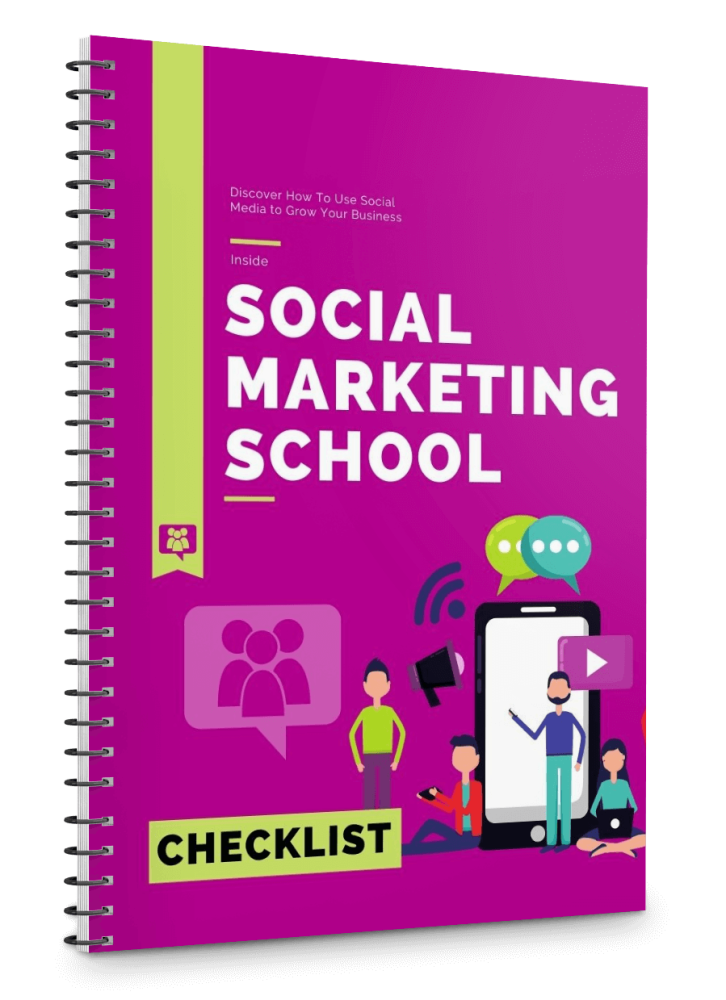 Discover How To Use Social
Media to Grow Your Business
Inside
SOCIAL
MARKETING
SCHOOL
CHECKLIST